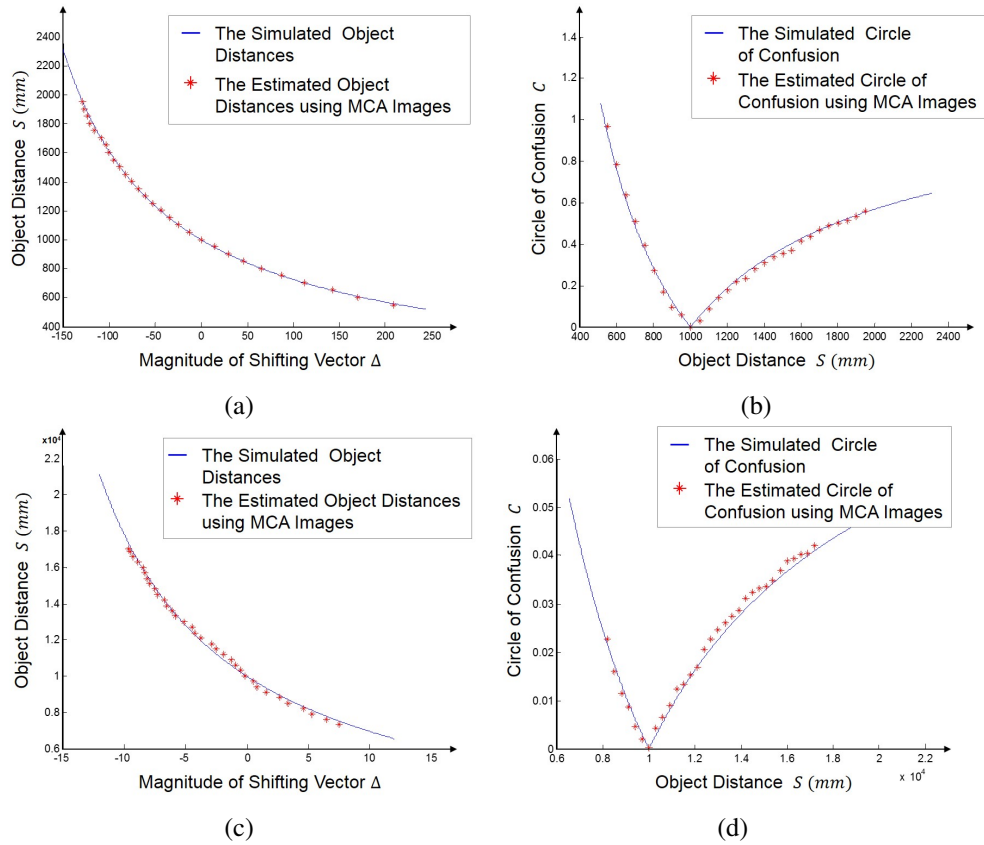 The Simulated Object
Distances
The Estimated Object
Distances using MCA Images
2400
2200
2000
1800
1600
1400
1200
1000
800
600
400
Object Distance S (mm)
-150 -100 -50 0 50 100 150 200 250
Magnitude of Shifting Vector Δ
(a)
The Simulated Circle
of Confusion
The Estimated Circle of
Confusion using MCA Images
1.4
1.2
1
0.8
0.6
0.4
0.2
0
Circle of Confusion C
400 600 800 1000 1200 1400 1600 1800 2000 2200 2400
Object Distance S (mm)
(b)
x10⁴
The Simulated Object
Distances
The Estimated Object Distances
using MCA Images
2.2
2
1.8
1.6
1.4
1.2
1
0.8
0.6
Object Distance S (mm)
-15 -10 -5 0 5 10 15
Magnitude of Shifting Vector Δ
(c)
The Simulated Circle
of Confusion
The Estimated Circle of
Confusion using MCA Images
0.06
0.05
0.04
0.03
0.02
0.01
0
Circle of Confusion C
0.6 0.8 1 1.2 1.4 1.6 1.8 2 2.2
x 10⁴
Object Distance S (mm)
(d)